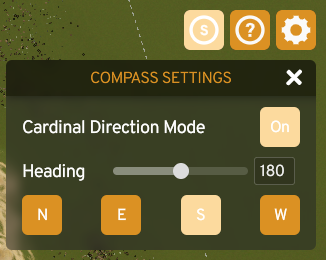 S ?
COMPASS SETTINGS
Cardinal Direction Mode On
Heading 180
N E S W